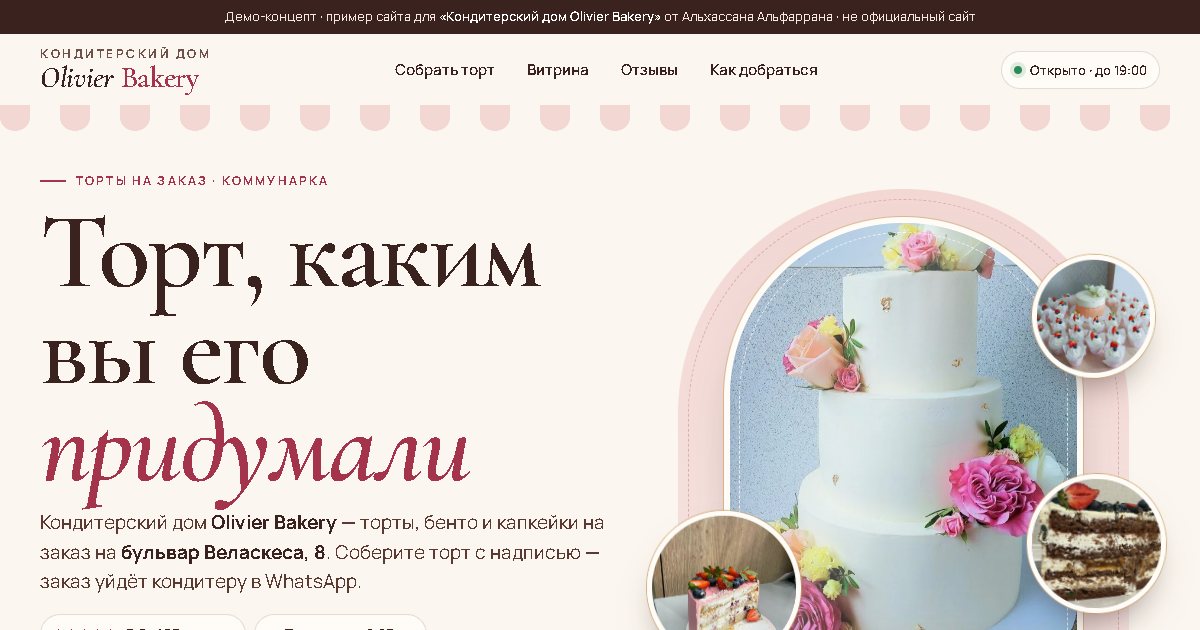 Демо-концепт · пример сайта для «Кондитерский дом Olivier Bakery» от Альхассана Альфаррана · не официальный сайт
КОНДИТЕРСКИЙ ДОМ
Olivier Bakery
Собрать торт
Витрина
Отзывы
Как добраться
Открыто · до 19:00
ТОРТЫ НА ЗАКАЗ · КОММУНАРКА
Торт, каким
вы его
придумали
Кондитерский дом Olivier Bakery — торты, бенто и капкейки на
заказ на бульвар Веласкеса, 8. Соберите торт с надписью —
заказ уйдёт кондитеру в WhatsApp.